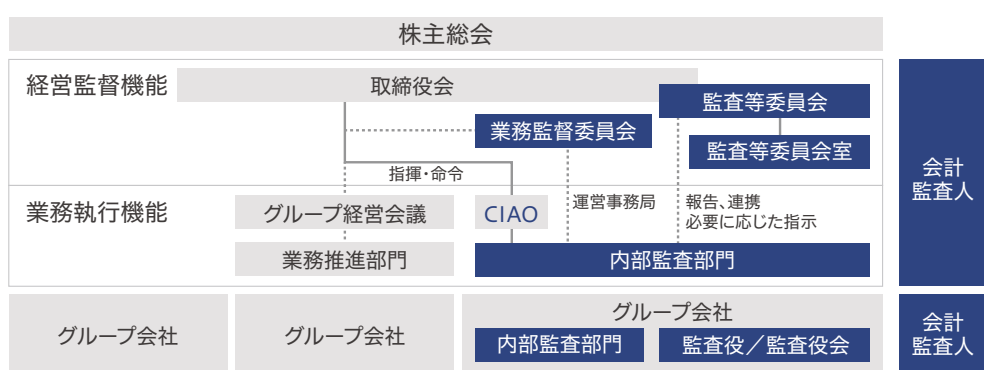 株主総会
経営監督機能
取締役会
監査等委員会
業務監督委員会
監査等委員会室
会計
監査人
指揮・命令
業務執行機能
グループ経営会議
CIAO
運営事務局
報告、連携
必要に応じた指示
業務推進部門
内部監査部門
グループ会社
グループ会社
グループ会社
内部監査部門
監査役／監査役会
会計
監査人